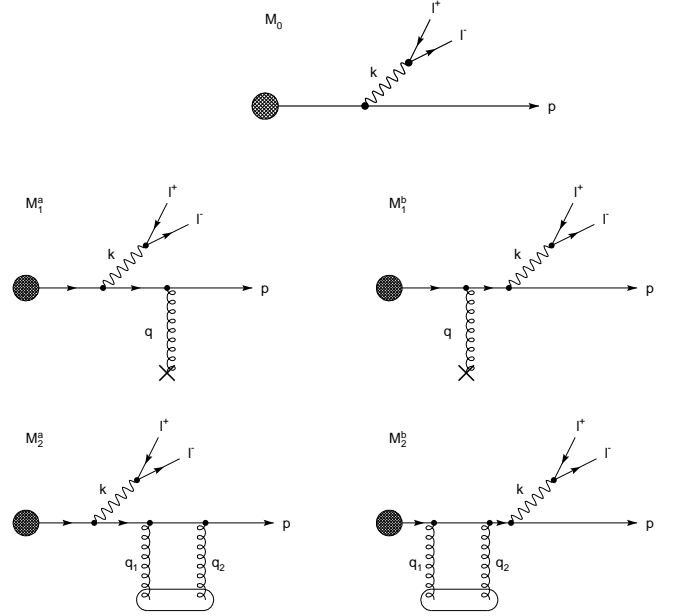 M₀
l⁺
l⁻
k
p
M₁ᵃ
l⁺
l⁻
k
p
q
M₁ᵇ
l⁺
l⁻
k
p
q
M₂ᵃ
l⁺
l⁻
k
p
q₁
q₂
M₂ᵇ
l⁺
l⁻
k
p
q₁
q₂